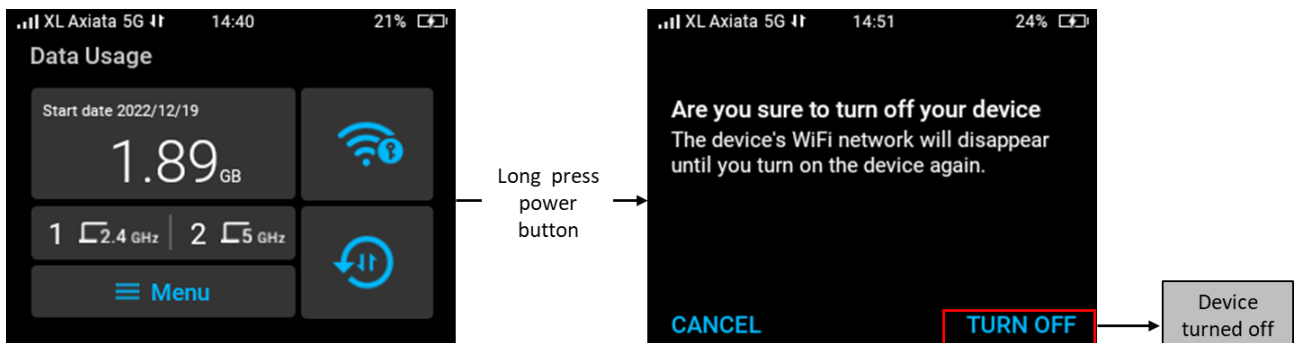 XL Axiata 5G 14:40 21%
Data Usage
Start date 2022/12/19
1.89 GB
1 2.4 GHz 2 5 GHz
Menu
Long press
power
button
XL Axiata 5G 14:51 24%
Are you sure to turn off your device
The device's WiFi network will disappear
until you turn on the device again.
CANCEL TURN OFF
Device
turned off